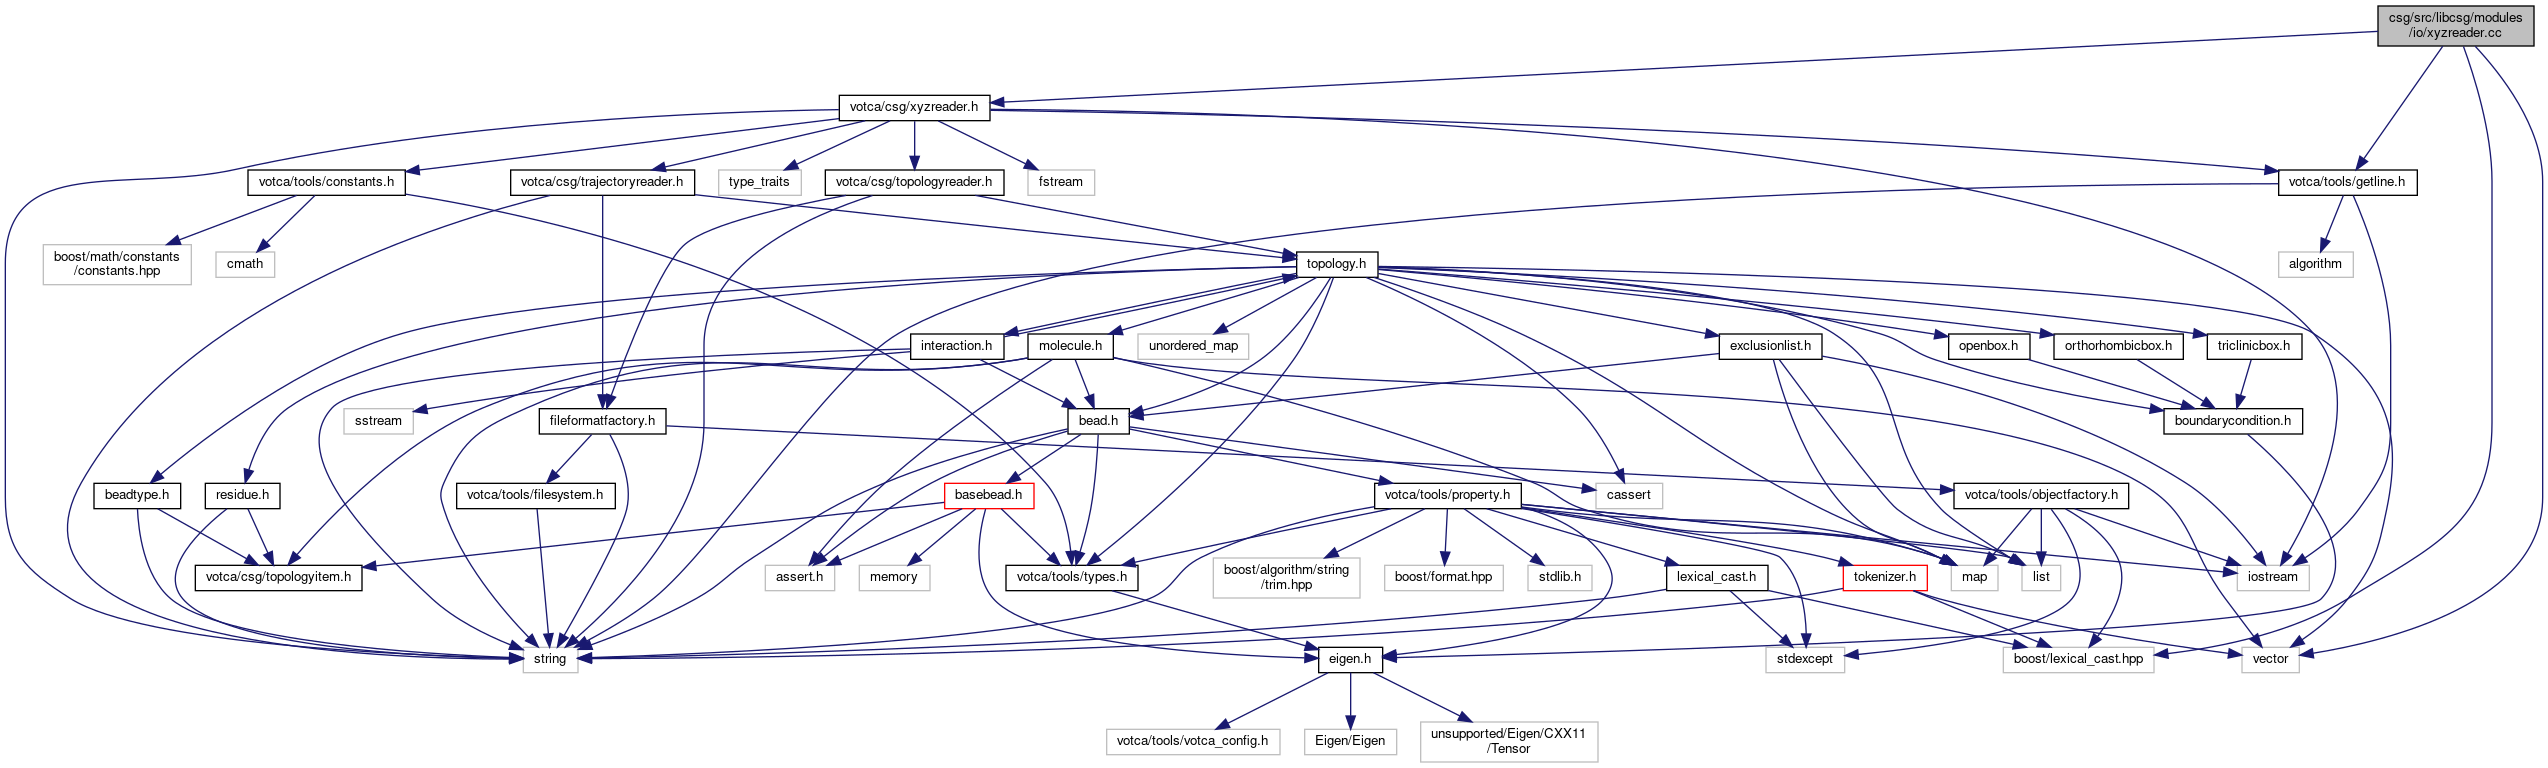 csg/src/libcsg/modules
/io/xyzreader.cc
votca/csg/xyzreader.h
votca/tools/constants.h
votca/csg/trajectoryreader.h
type_traits
votca/csg/topologyreader.h
fstream
votca/tools/getline.h
boost/math/constants
/constants.hpp
cmath
topology.h
algorithm
interaction.h
molecule.h
unordered_map
exclusionlist.h
openbox.h
orthorhombicbox.h
triclinicbox.h
sstream
fileformatfactory.h
bead.h
boundarycondition.h
beadtype.h
residue.h
votca/tools/filesystem.h
basebead.h
votca/tools/property.h
cassert
votca/tools/objectfactory.h
votca/csg/topologyitem.h
assert.h
memory
votca/tools/types.h
boost/algorithm/string
/trim.hpp
boost/format.hpp
stdlib.h
lexical_cast.h
tokenizer.h
map
list
iostream
string
eigen.h
stdexcept
boost/lexical_cast.hpp
vector
votca/tools/votca_config.h
Eigen/Eigen
unsupported/Eigen/CXX11
/Tensor